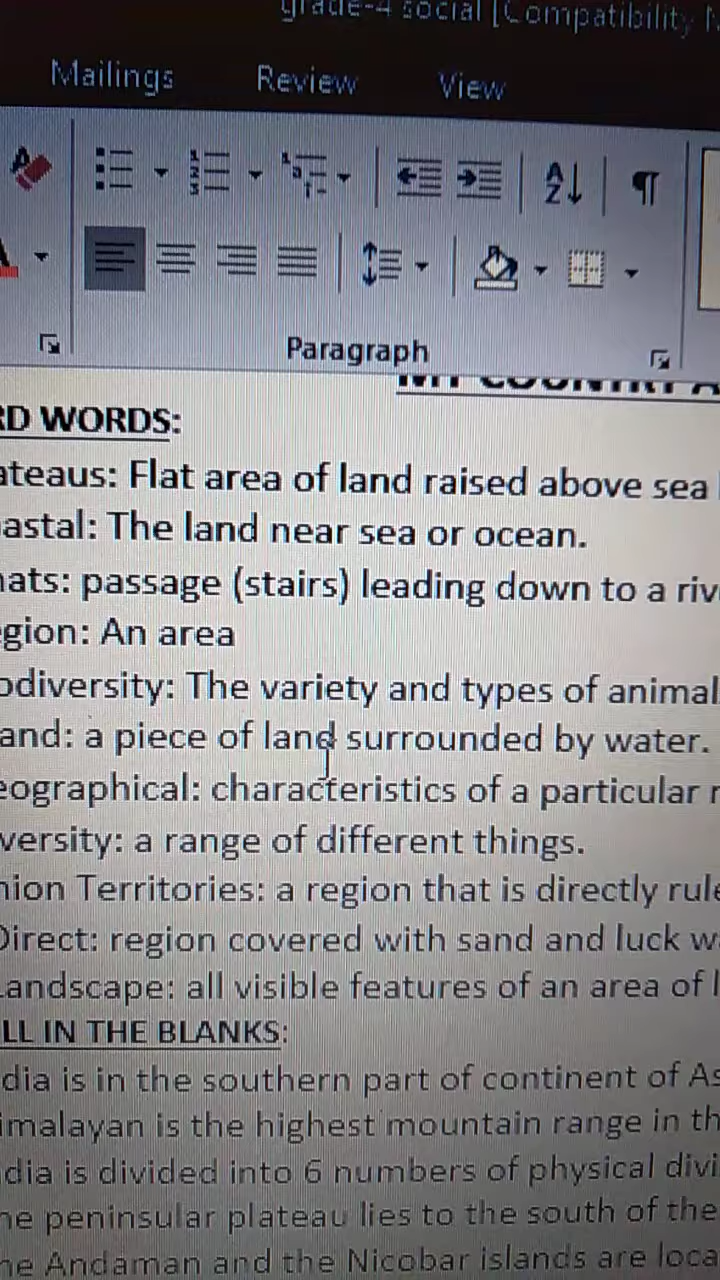 grade-4 social [Compatibility
Mailings Review View
Paragraph
RD WORDS:
ateaus: Flat area of land raised above sea
astal: The land near sea or ocean.
ats: passage (stairs) leading down to a riv
egion: An area
odiversity: The variety and types of animal
and: a piece of land surrounded by water.
eographical: characteristics of a particular r
versity: a range of different things.
nion Territories: a region that is directly rule
Direct: region covered with sand and luck wa
Landscape: all visible features of an area of l
LL IN THE BLANKS:
dia is in the southern part of continent of As
imalayan is the highest mountain range in th
dia is divided into 6 numbers of physical divi
he peninsular plateau lies to the south of the
he Andaman and the Nicobar islands are loca